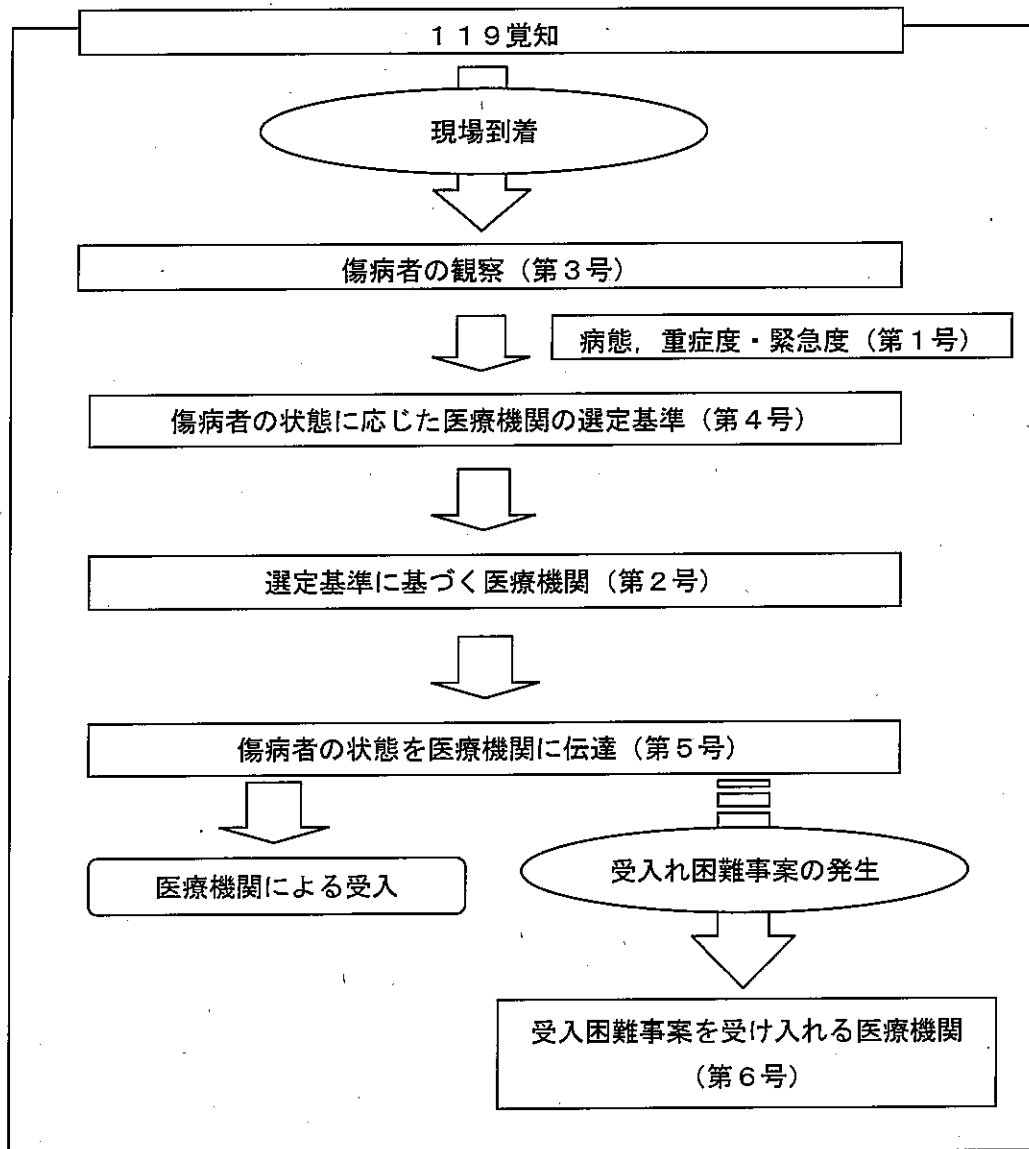 １１９覚知
現場到着
傷病者の観察（第３号）
病態，重症度・緊急度（第１号）
傷病者の状態に応じた医療機関の選定基準（第４号）
選定基準に基づく医療機関（第２号）
傷病者の状態を医療機関に伝達（第５号）
医療機関による受入
受入れ困難事案の発生
受入困難事案を受け入れる医療機関
（第６号）